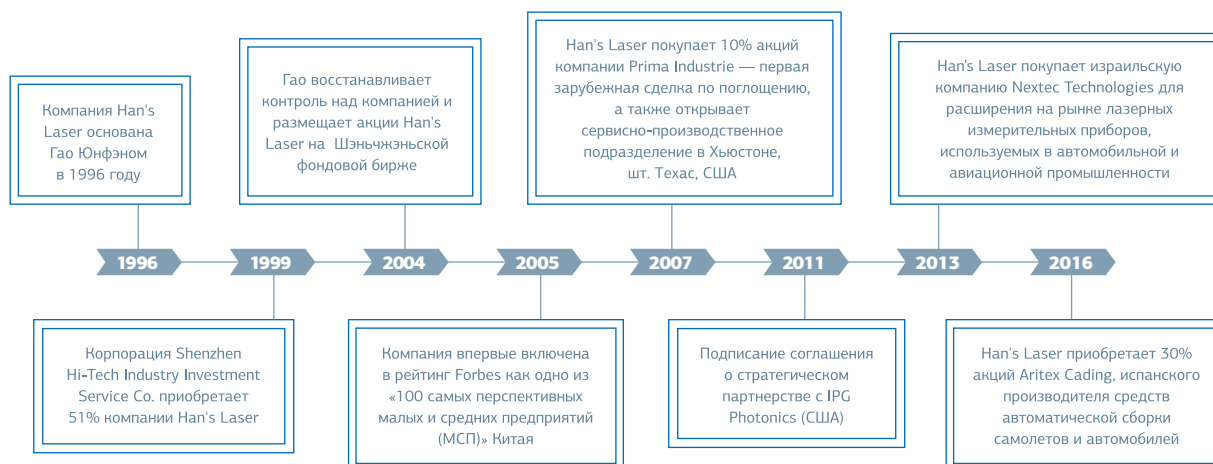 Компания Han's
Laser основана
Гао Юнфэном
в 1996 году
Гао восстанавливает
контроль над компанией и
размещает акции Han's
Laser на Шэньчжэньской
фондовой бирже
Han's Laser покупает 10% акций
компании Prima Industrie — первая
зарубежная сделка по поглощению,
а также открывает
сервисно-производственное
подразделение в Хьюстоне,
шт. Техас, США
Han's Laser покупает израильскую
компанию Nextec Technologies для
расширения на рынке лазерных
измерительных приборов,
используемых в автомобильной и
авиационной промышленности
1996
1999
2004
2005
2007
2011
2013
2016
Корпорация Shenzhen
Hi-Tech Industry Investment
Service Co. приобретает
51% компании Han's Laser
Компания впервые включена
в рейтинг Forbes как одно из
«100 самых перспективных
малых и средних предприятий
(МСП)» Китая
Подписание соглашения
о стратегическом
партнерстве с IPG
Photonics (США)
Han's Laser приобретает 30%
акций Aritex Cading, испанского
производителя средств
автоматической сборки
самолетов и автомобилей